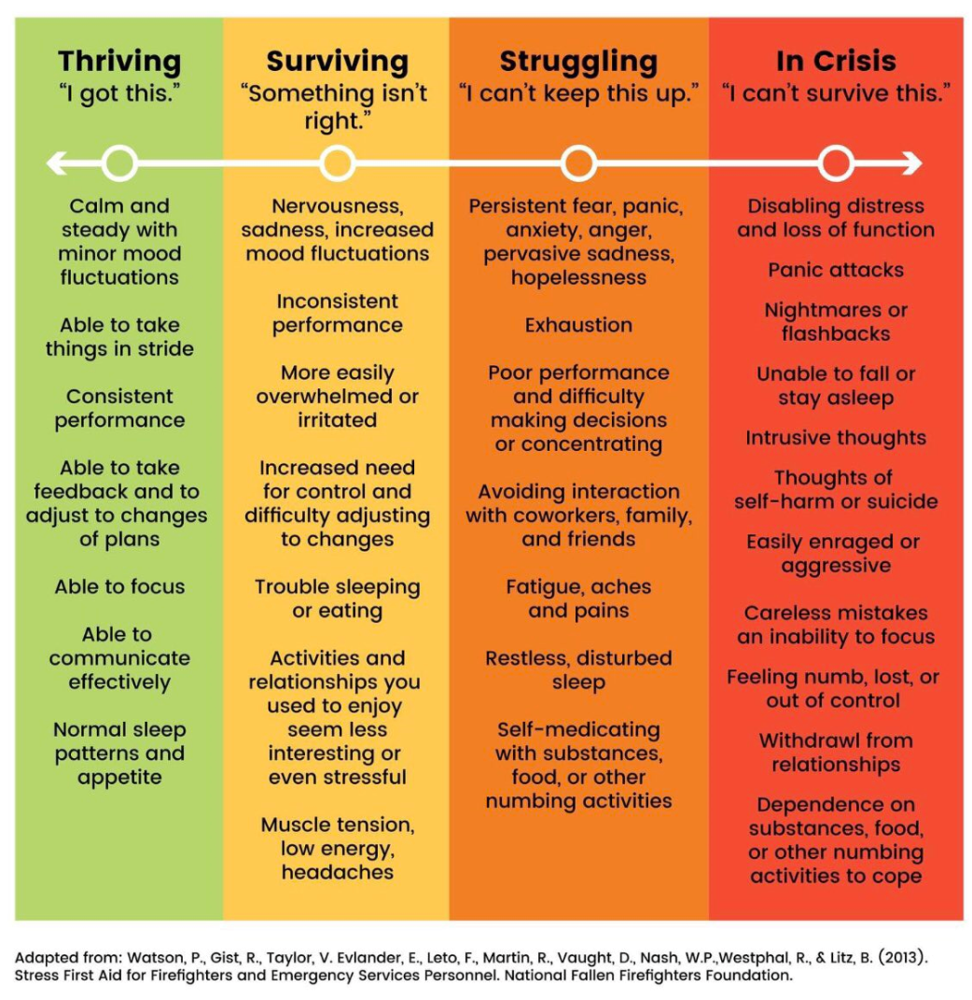 Thriving
“I got this.”
Calm and
steady with
minor mood
fluctuations
Able to take
things in stride
Consistent
performance
Able to take
feedback and to
adjust to changes
of plans
Able to focus
Able to
communicate
effectively
Normal sleep
patterns and
appetite
Surviving
“Something isn’t
right.”
Nervousness,
sadness, increased
mood fluctuations
Inconsistent
performance
More easily
overwhelmed or
irritated
Increased need
for control and
difficulty adjusting
to changes
Trouble sleeping
or eating
Activities and
relationships you
used to enjoy
seem less
interesting or
even stressful
Muscle tension,
low energy,
headaches
Struggling
“I can’t keep this up.”
Persistent fear, panic,
anxiety, anger,
pervasive sadness,
hopelessness
Exhaustion
Poor performance
and difficulty
making decisions
or concentrating
Avoiding interaction
with coworkers, family,
and friends
Fatigue, aches
and pains
Restless, disturbed
sleep
Self-medicating
with substances,
food, or other
numbing activities
In Crisis
“I can’t survive this.”
Disabling distress
and loss of function
Panic attacks
Nightmares or
flashbacks
Unable to fall or
stay asleep
Intrusive thoughts
Thoughts of
self-harm or suicide
Easily enraged or
aggressive
Careless mistakes
an inability to focus
Feeling numb, lost, or
out of control
Withdrawl from
relationships
Dependence on
substances, food,
or other numbing
activities to cope
Adapted from: Watson, P., Gist, R., Taylor, V. Evlander, E., Leto, F., Martin, R., Vaught, D., Nash, W.P.,Westphal, R., & Litz, B. (2013).
Stress First Aid for Firefighters and Emergency Services Personnel. National Fallen Firefighters Foundation.